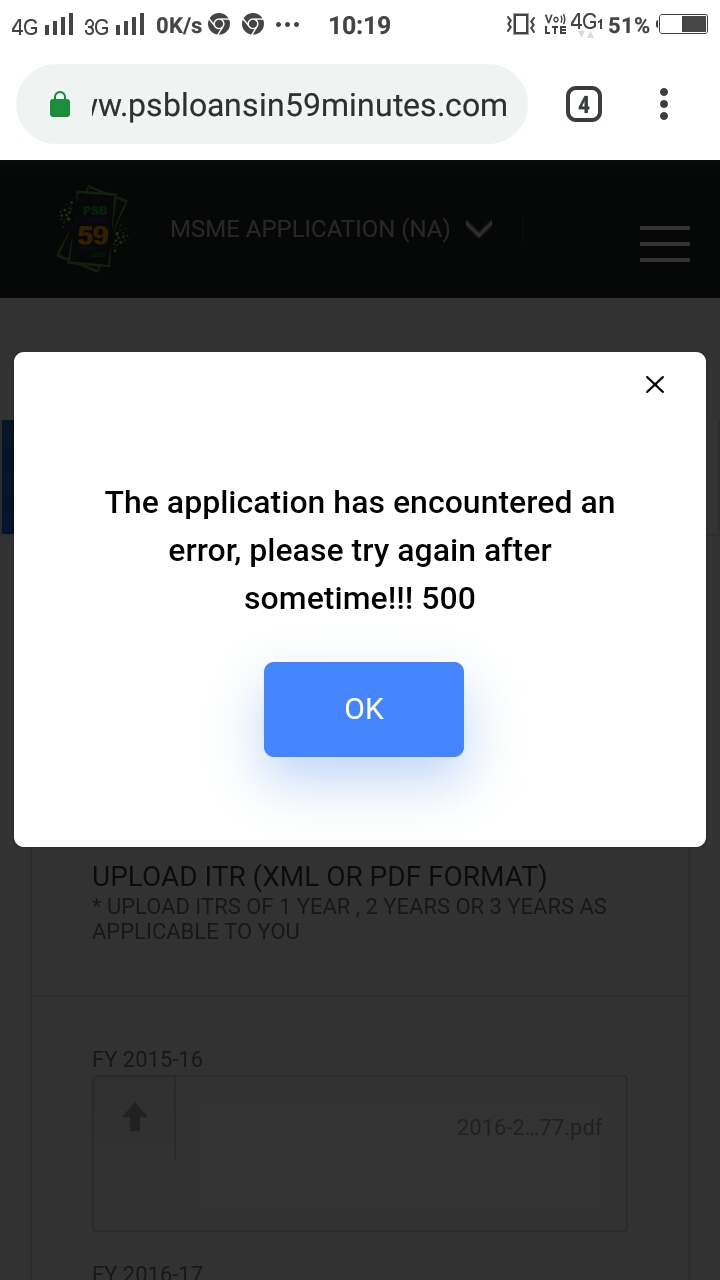 4G 3G 0K/s 10:19 Vo)) LTE 4G1 51%
/w.psbloansin59minutes.com 4
PSB
59
MSME APPLICATION (NA)
The application has encountered an
error, please try again after
sometime!!! 500
OK
UPLOAD ITR (XML OR PDF FORMAT)
* UPLOAD ITRS OF 1 YEAR , 2 YEARS OR 3 YEARS AS
APPLICABLE TO YOU
FY 2015-16
2016-2...77.pdf
FY 2016-17